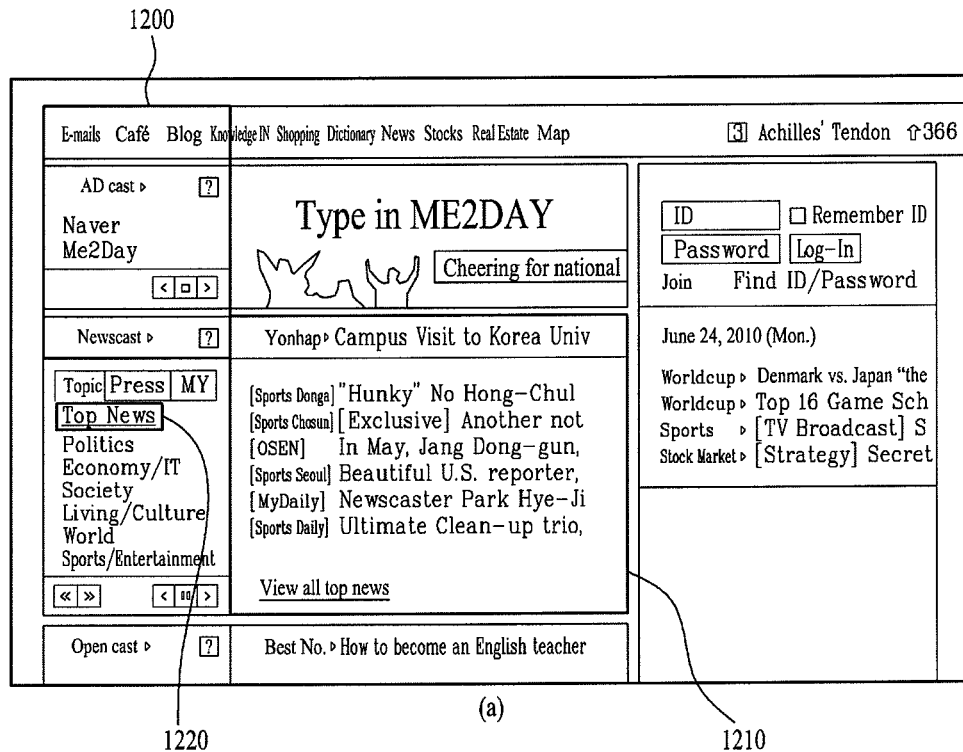 1200
E-mails Café Blog Knowledge IN Shopping Dictionary News Stocks Real Estate Map
3 Achilles' Tendon ⇧366
AD cast ▹ ?
Naver
Me2Day
< □ >
Type in ME2DAY
Cheering for national
ID □ Remember ID
Password Log-In
Join Find ID/Password
Newscast ▹ ?
Yonhap▹ Campus Visit to Korea Univ
Topic Press MY
Top News
Politics
Economy/IT
Society
Living/Culture
World
Sports/Entertainment
« » < >
[Sports Donga] "Hunky" No Hong-Chul
[Sports Chosun] [Exclusive] Another not
[OSEN] In May, Jang Dong-gun,
[Sports Seoul] Beautiful U.S. reporter,
[MyDaily] Newscaster Park Hye-Ji
[Sports Daily] Ultimate Clean-up trio,
View all top news
June 24, 2010 (Mon.)
Worldcup ▹ Denmark vs. Japan "the
Worldcup ▹ Top 16 Game Sch
Sports ▹ [TV Broadcast] S
Stock Market ▹ [Strategy] Secret
Open cast ▹ ?
Best No. ▹ How to become an English teacher
(a)
1220
1210